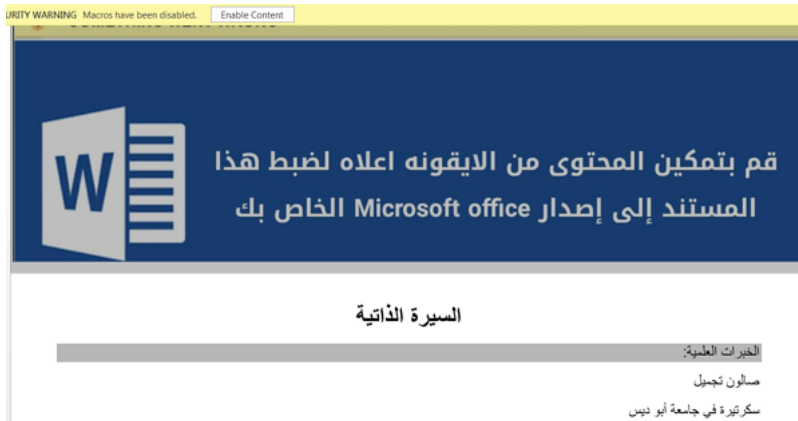 URITY WARNING Macros have been disabled. Enable Content
قم بتمكين المحتوى من الايقونه اعلاه لضبط هذا
المستند إلى إصدار Microsoft office الخاص بك
W
السيرة الذاتية
الخبرات العلمية:
صالون تجميل
سكرتيرة في جامعة أبو ديس